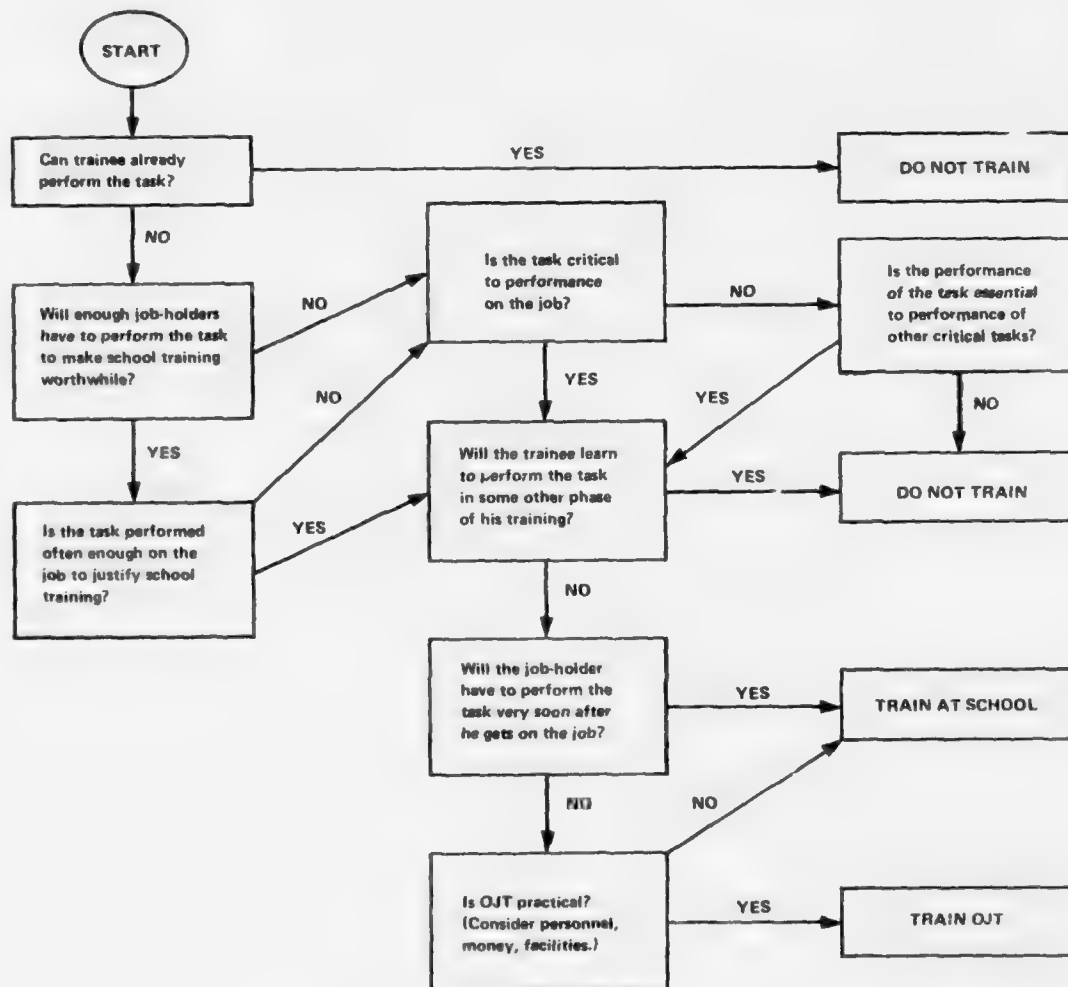 START
Can trainee already
perform the task?
YES
DO NOT TRAIN
NO
Will enough job-holders
have to perform the task
to make school training
worthwhile?
NO
Is the task critical
to performance
on the job?
NO
Is the performance
of the task essential
to performance of
other critical tasks?
YES
NO
YES
YES
NO
Is the task performed
often enough on the
job to justify school
training?
YES
Will the trainee learn
to perform the task
in some other phase
of his training?
YES
DO NOT TRAIN
NO
Will the job-holder
have to perform the
task very soon after
he gets on the job?
YES
TRAIN AT SCHOOL
NO
NO
Is OJT practical?
(Consider personnel,
money, facilities.)
YES
TRAIN OJT